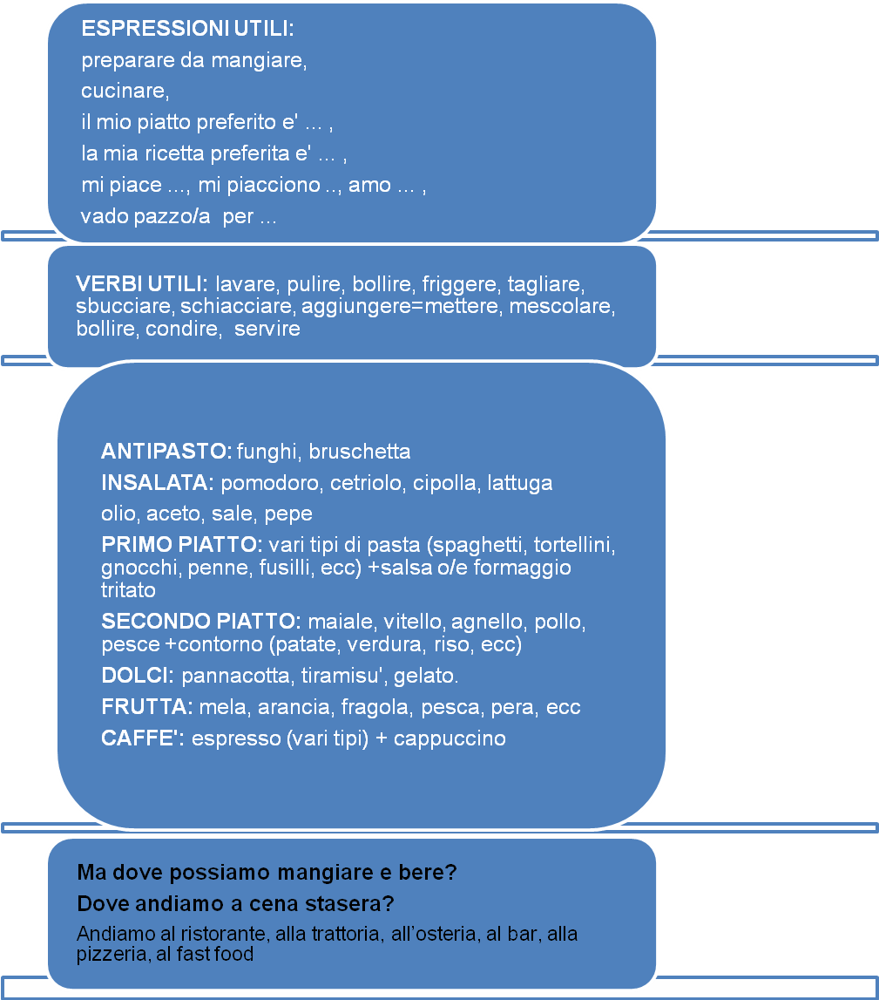 ESPRESSIONI UTILI:
preparare da mangiare,
cucinare,
il mio piatto preferito e' ... ,
la mia ricetta preferita e' ... ,
mi piace ..., mi piacciono .., amo ... ,
vado pazzo/a  per ...
VERBI UTILI: lavare, pulire, bollire, friggere, tagliare,
sbucciare, schiacciare, aggiungere=mettere, mescolare,
bollire, condire,  servire
ANTIPASTO: funghi, bruschetta
INSALATA: pomodoro, cetriolo, cipolla, lattuga
olio, aceto, sale, pepe
PRIMO PIATTO: vari tipi di pasta (spaghetti, tortellini,
gnocchi, penne, fusilli, ecc) +salsa o/e formaggio
tritato
SECONDO PIATTO: maiale, vitello, agnello, pollo,
pesce +contorno (patate, verdura, riso, ecc)
DOLCI: pannacotta, tiramisu', gelato.
FRUTTA: mela, arancia, fragola, pesca, pera, ecc
CAFFE': espresso (vari tipi) + cappuccino
Ma dove possiamo mangiare e bere?
Dove andiamo a cena stasera?
Andiamo al ristorante, alla trattoria, all'osteria, al bar, alla
pizzeria, al fast food